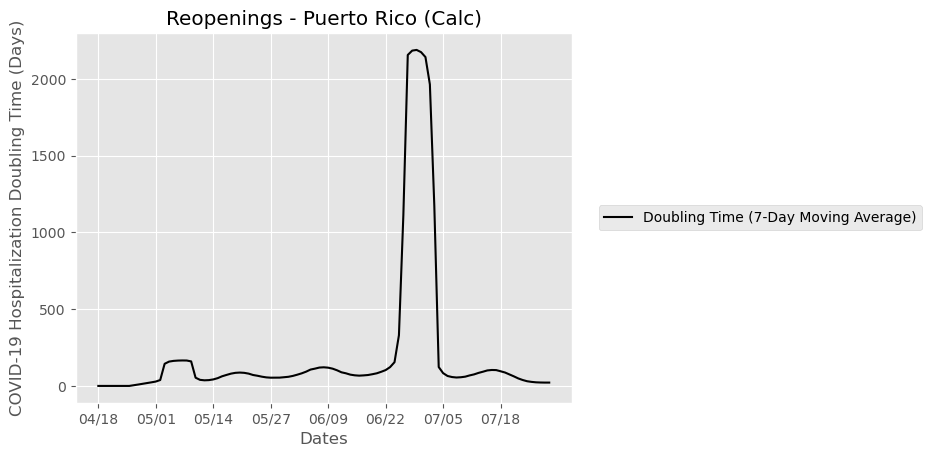 Reopenings - Puerto Rico (Calc)
COVID-19 Hospitalization Doubling Time (Days)
2000
1500
1000
500
0
04/18 05/01 05/14 05/27 06/09 06/22 07/05 07/18
Dates
Doubling Time (7-Day Moving Average)